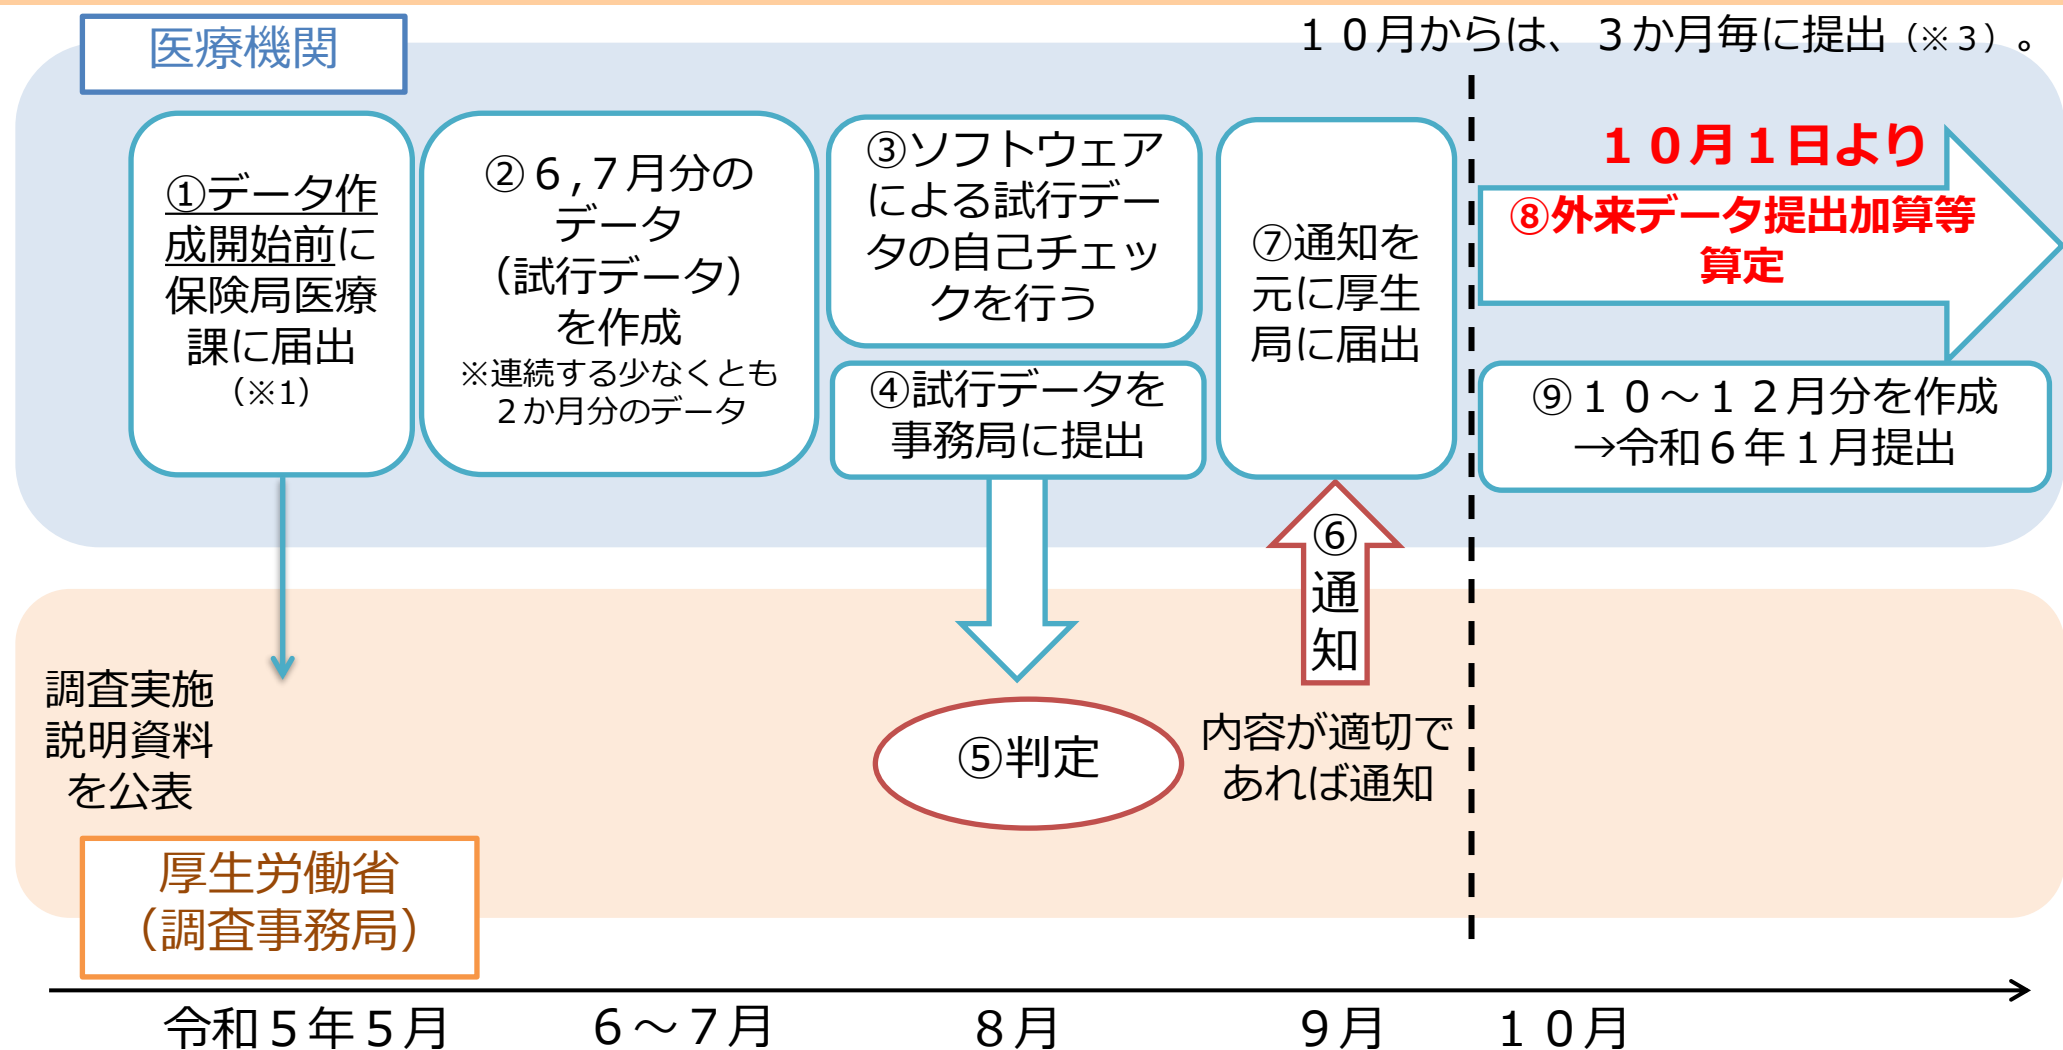 医療機関
１０月からは、３か月毎に提出（※３）。
①データ作
成開始前に
保険局医療
課に届出
（※1）
②６,７月分の
データ
（試行データ）
を作成
※連続する少なくとも
２か月分のデータ
③ソフトウェア
による試行デー
タの自己チェッ
クを行う
④試行データを
事務局に提出
⑦通知を
元に厚生
局に届出
１０月１日より
⑧外来データ提出加算等
算定
⑨１０～１２月分を作成
→令和６年１月提出
⑥
通
知
調査実施
説明資料
を公表
⑤判定
内容が適切で
あれば通知
厚生労働省
（調査事務局）
令和５年５月
６～７月
８月
９月
１０月